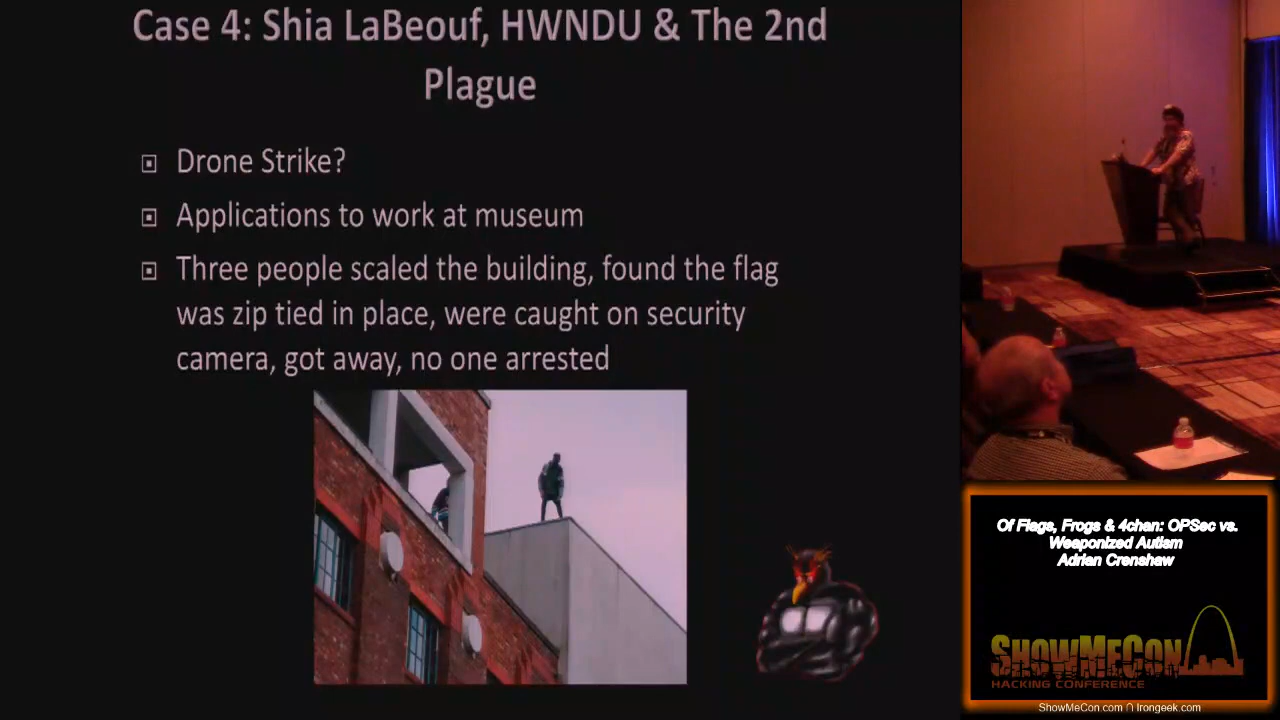 Case 4: Shia LaBeouf, HWNDU & The 2nd
Plague
Drone Strike?
Applications to work at museum
Three people scaled the building, found the flag
was zip tied in place, were caught on security
camera, got away, no one arrested
Of Flags, Frogs & 4chan: OPSec vs.
Weaponized Autism
Adrian Crenshaw
SHOWMECON
HACKING CONFERENCE
ShowMeCon.com ∩ Irongeek.com